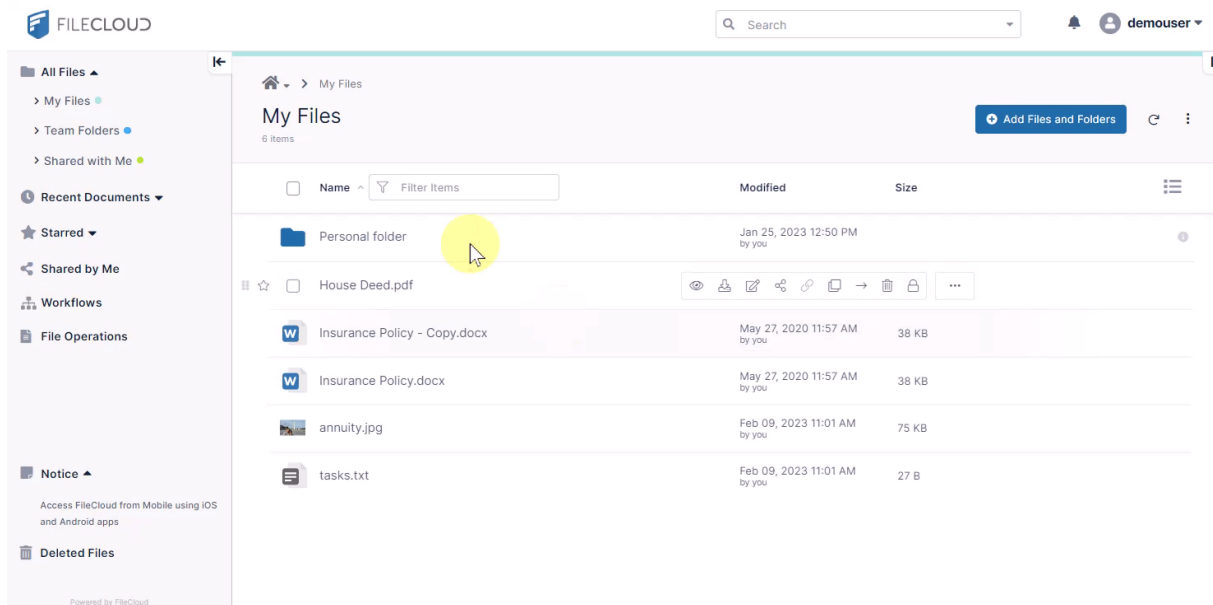 FILECLOUD
Search
demouser
All Files
My Files
Team Folders
Shared with Me
Recent Documents
Starred
Shared by Me
Workflows
File Operations
Notice
Access FileCloud from Mobile using iOS
and Android apps
Deleted Files
Powered by FileCloud
My Files
My Files
6 items
Add Files and Folders
Name Filter Items Modified Size
Personal folder Jan 25, 2023 12:50 PM
by you
House Deed.pdf
W Insurance Policy - Copy.docx May 27, 2020 11:57 AM 38 KB
by you
W Insurance Policy.docx May 27, 2020 11:57 AM 38 KB
by you
annuity.jpg Feb 09, 2023 11:01 AM 75 KB
by you
tasks.txt Feb 09, 2023 11:01 AM 27 B
by you